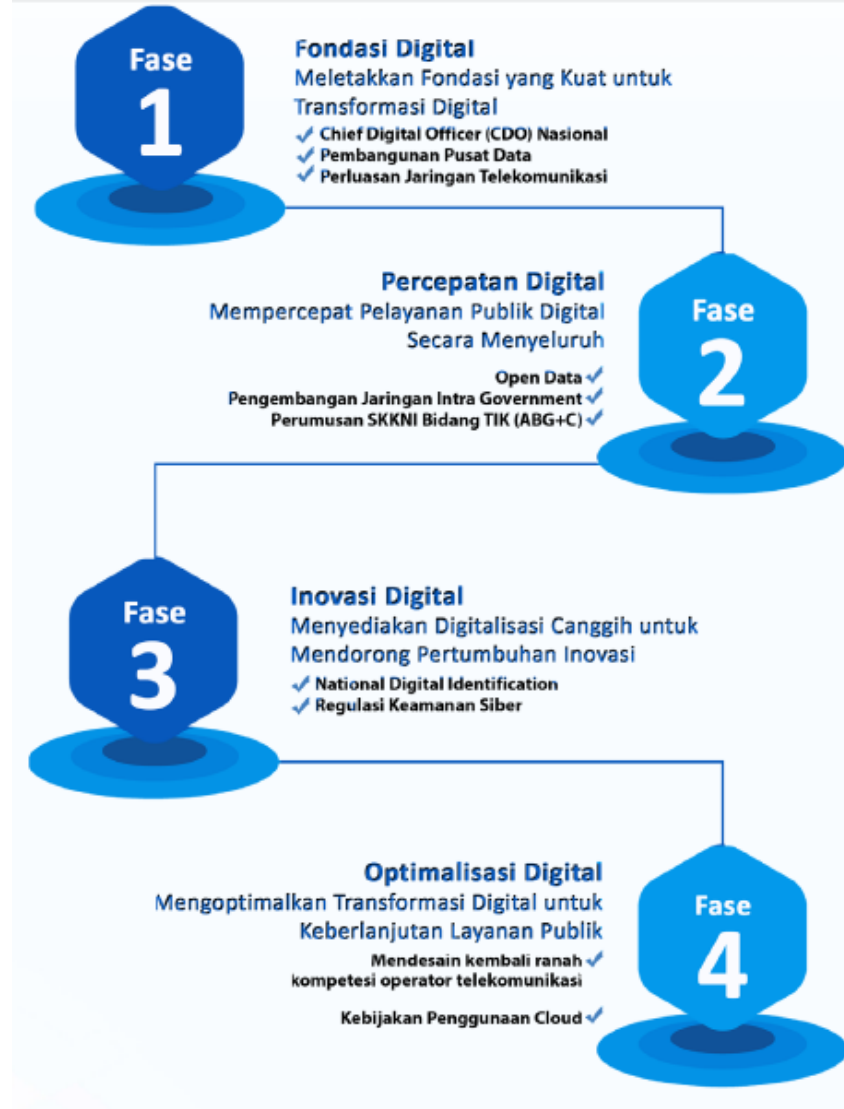 Fase
1
Fondasi Digital
Meletakkan Fondasi yang Kuat untuk
Transformasi Digital
Chief Digital Officer (CDO) Nasional
Pembangunan Pusat Data
Perluasan Jaringan Telekomunikasi
Percepatan Digital
Mempercepat Pelayanan Publik Digital
Secara Menyeluruh
Open Data
Pengembangan Jaringan Intra Government
Perumusan SKKNI Bidang TIK (ABG+C)
Fase
2
Fase
3
Inovasi Digital
Menyediakan Digitalisasi Canggih untuk
Mendorong Pertumbuhan Inovasi
National Digital Identification
Regulasi Keamanan Siber
Optimalisasi Digital
Mengoptimalkan Transformasi Digital untuk
Keberlanjutan Layanan Publik
Mendesain kembali ranah
kompetesi operator telekomunikasi
Kebijakan Penggunaan Cloud
Fase
4